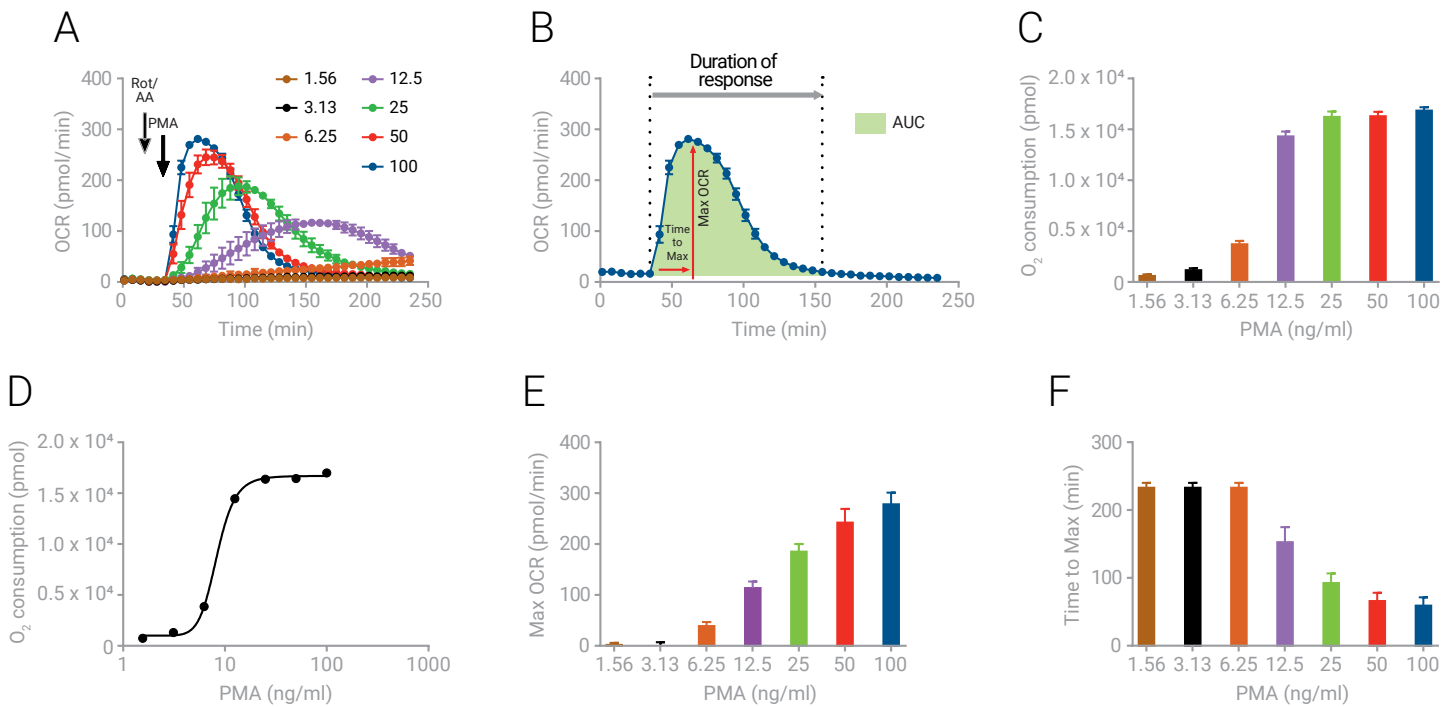 A
OCR (pmol/min)
400
300
200
100
0
Rot/
AA
PMA
1.56
3.13
6.25
12.5
25
50
100
0
50
100
150
200
250
Time (min)
B
Duration of
response
OCR (pmol/min)
400
300
200
100
0
AUC
Max OCR
Time
to
Max
0
50
100
150
200
250
Time (min)
C
O₂ consumption (pmol)
2.0 x 10⁴
1.5 x 10⁴
1.0 x 10⁴
0.5 x 10⁴
0
1.56
3.13
6.25
12.5
25
50
100
PMA (ng/ml)
D
O₂ consumption (pmol)
2.0 x 10⁴
1.5 x 10⁴
1.0 x 10⁴
0.5 x 10⁴
0
1
10
100
1000
PMA (ng/ml)
E
Max OCR (pmol/min)
400
300
200
100
0
1.56
3.13
6.25
12.5
25
50
100
PMA (ng/ml)
F
Time to Max (min)
300
200
100
0
1.56
3.13
6.25
12.5
25
50
100
PMA (ng/ml)